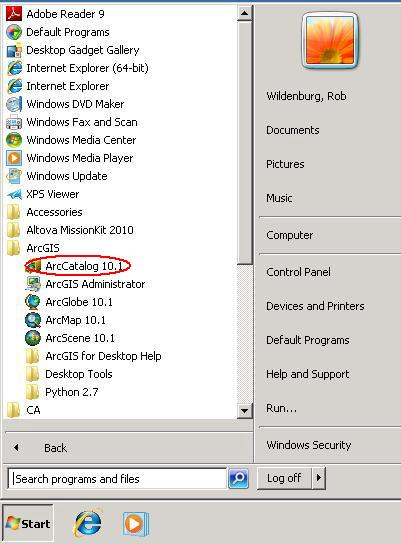 Adobe Reader 9
Default Programs
Desktop Gadget Gallery
Internet Explorer (64-bit)
Internet Explorer
Windows DVD Maker
Windows Fax and Scan
Windows Media Center
Windows Media Player
Windows Update
XPS Viewer
Accessories
Altova MissionKit 2010
ArcGIS
ArcCatalog 10.1
ArcGIS Administrator
ArcGlobe 10.1
ArcMap 10.1
ArcScene 10.1
ArcGIS for Desktop Help
Desktop Tools
Python 2.7
CA
Back
Search programs and files
Wildenburg, Rob
Documents
Pictures
Music
Computer
Control Panel
Devices and Printers
Default Programs
Help and Support
Run...
Windows Security
Log off
Start